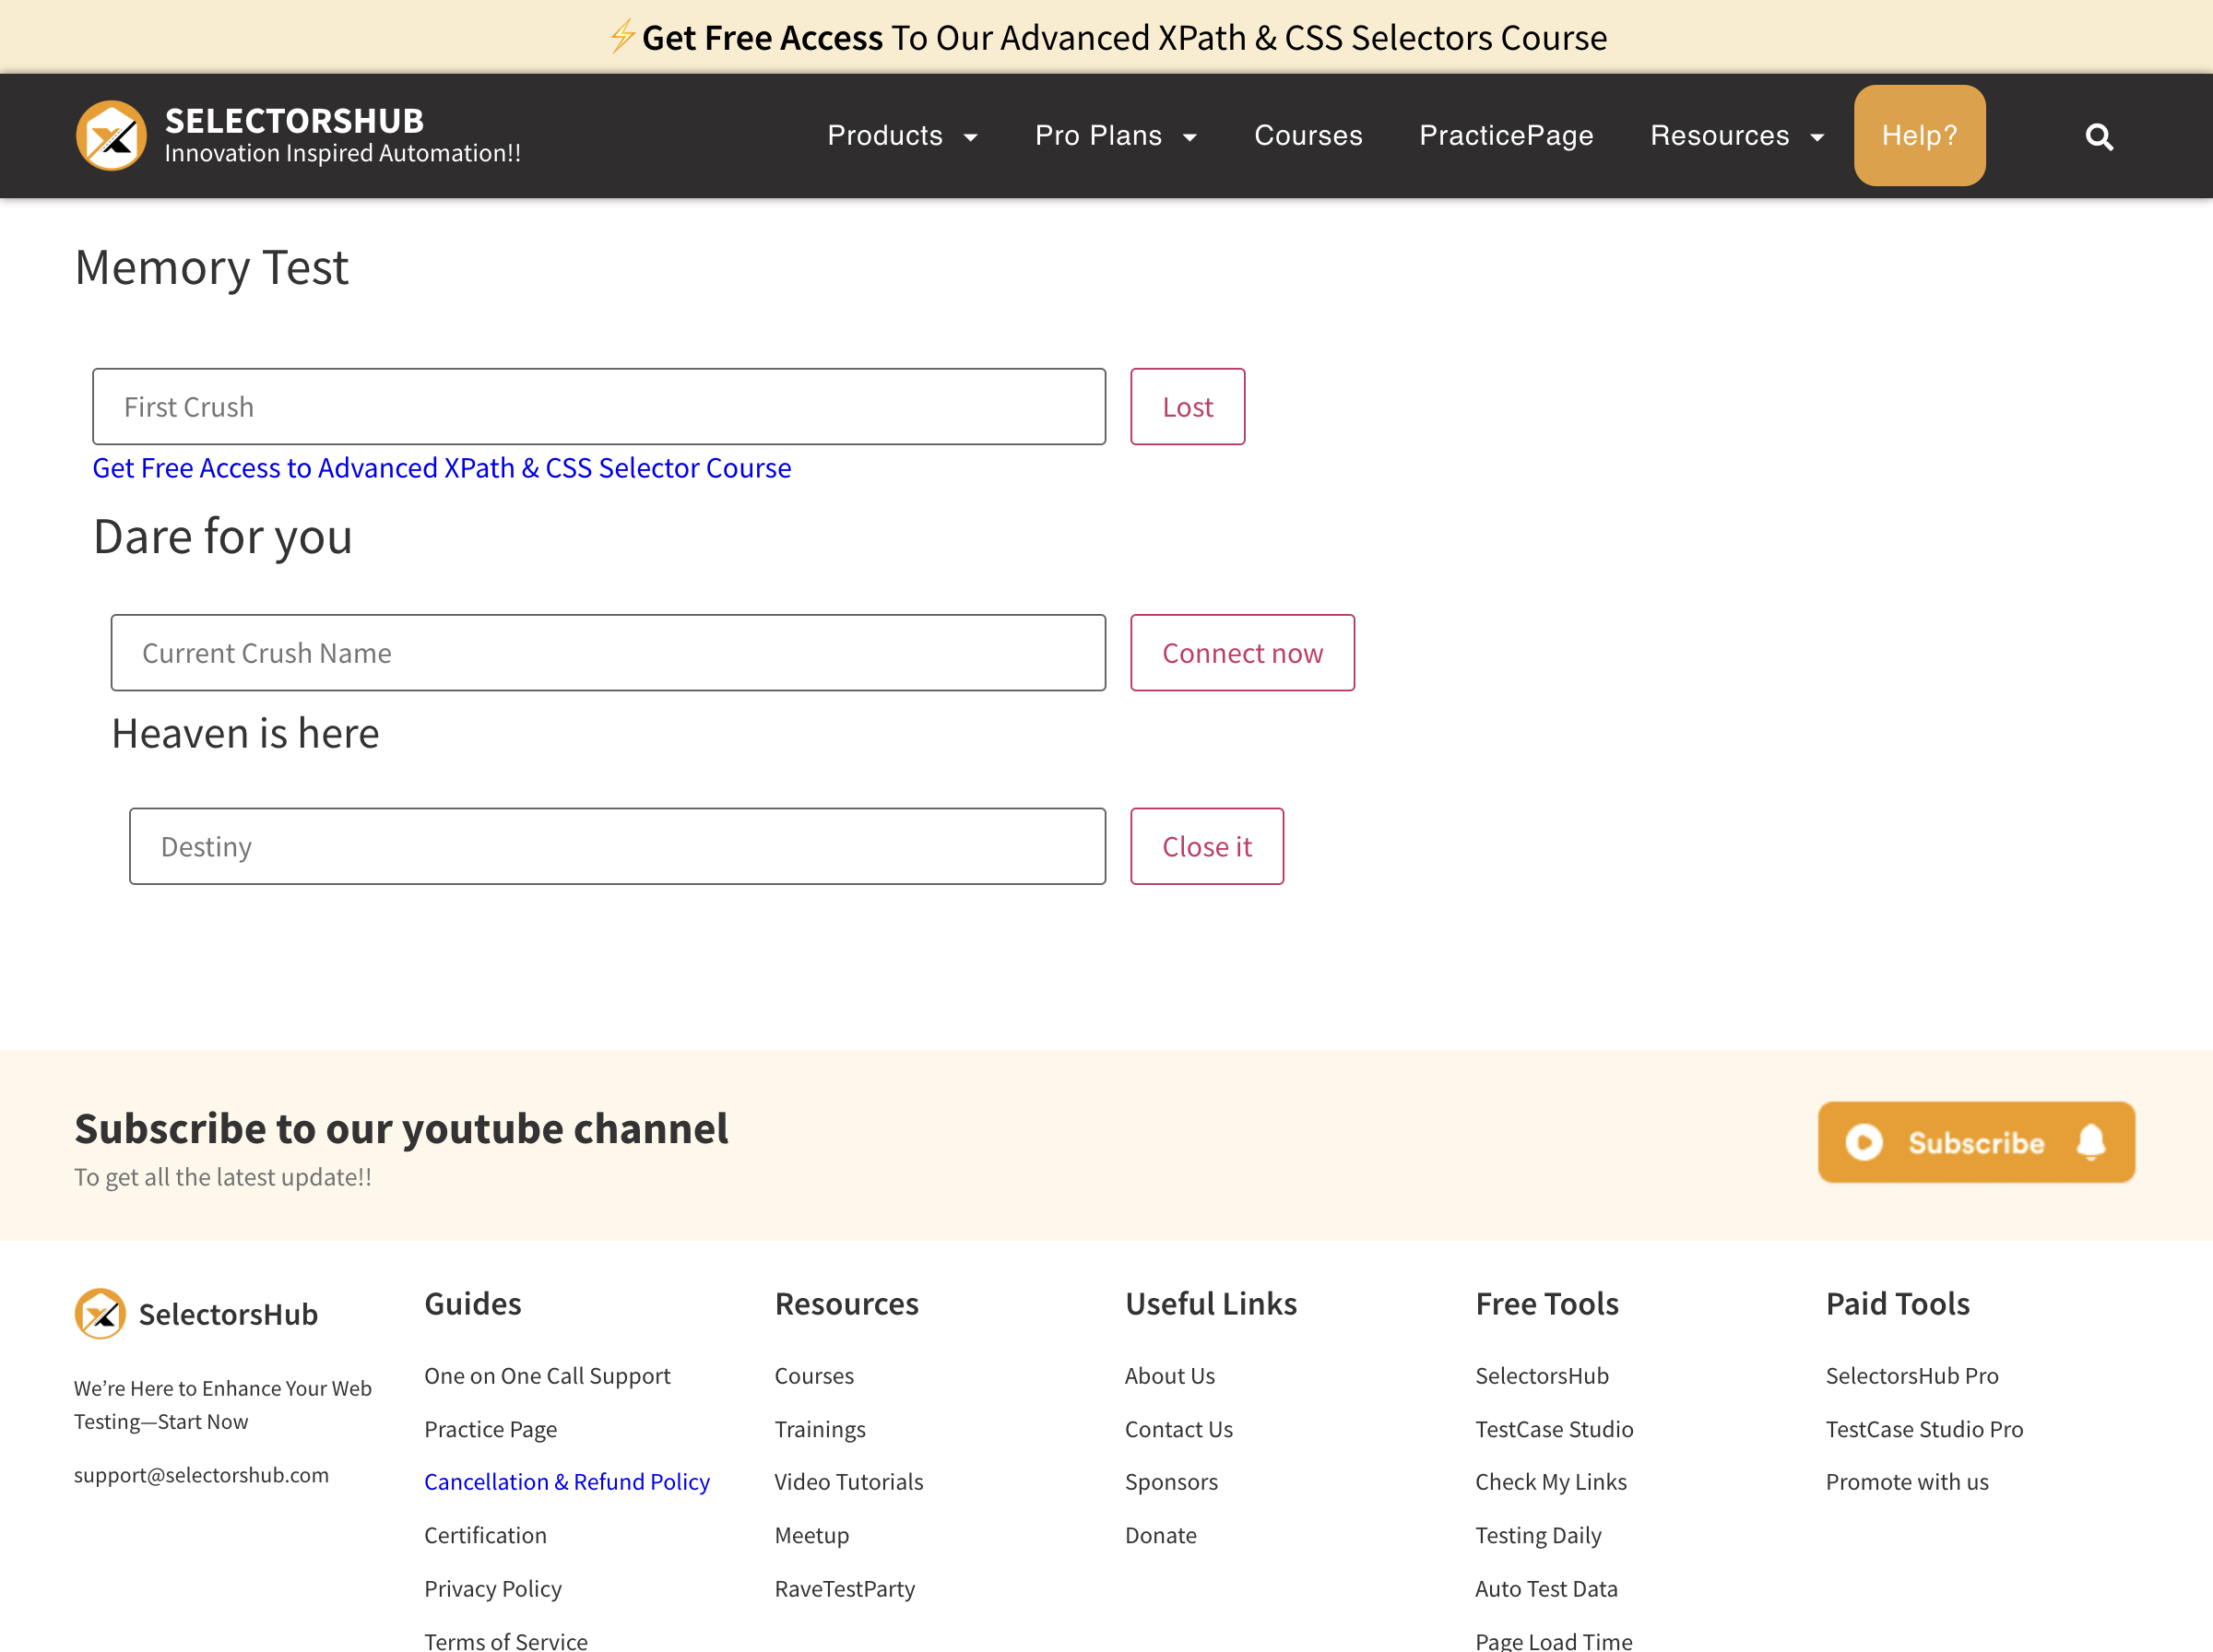 ⚡Get Free Access To Our Advanced XPath & CSS Selectors Course
SELECTORSHUB
Innovation Inspired Automation!!
Products Pro Plans Courses PracticePage Resources Help?
Memory Test
First Crush Lost
Get Free Access to Advanced XPath & CSS Selector Course
Dare for you
Current Crush Name Connect now
Heaven is here
Destiny Close it
Subscribe to our youtube channel
To get all the latest update!!
Subscribe
SelectorsHub
We’re Here to Enhance Your Web
Testing—Start Now
support@selectorshub.com
Guides
One on One Call Support
Practice Page
Cancellation & Refund Policy
Certification
Privacy Policy
Terms of Service
Resources
Courses
Trainings
Video Tutorials
Meetup
RaveTestParty
Useful Links
About Us
Contact Us
Sponsors
Donate
Free Tools
SelectorsHub
TestCase Studio
Check My Links
Testing Daily
Auto Test Data
Page Load Time
Paid Tools
SelectorsHub Pro
TestCase Studio Pro
Promote with us